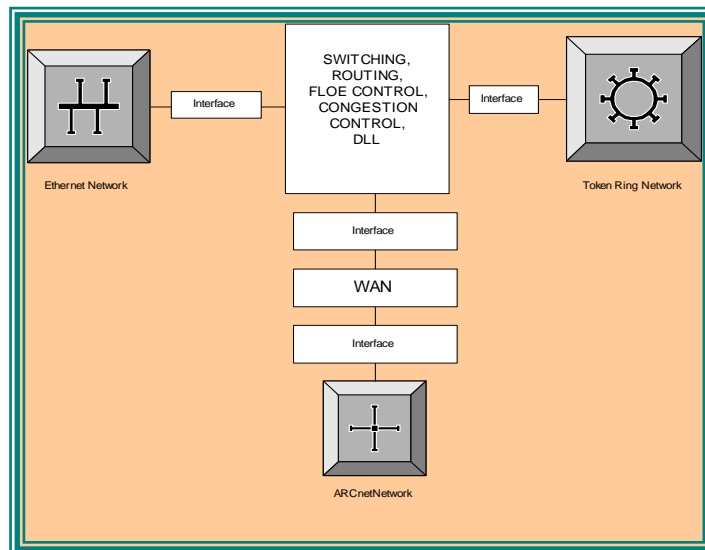 SWITCHING,
ROUTING,
FLOE CONTROL,
CONGESTION
CONTROL,
DLL
Interface
Interface
Ethernet Network
Token Ring Network
Interface
WAN
Interface
ARCnetNetwork